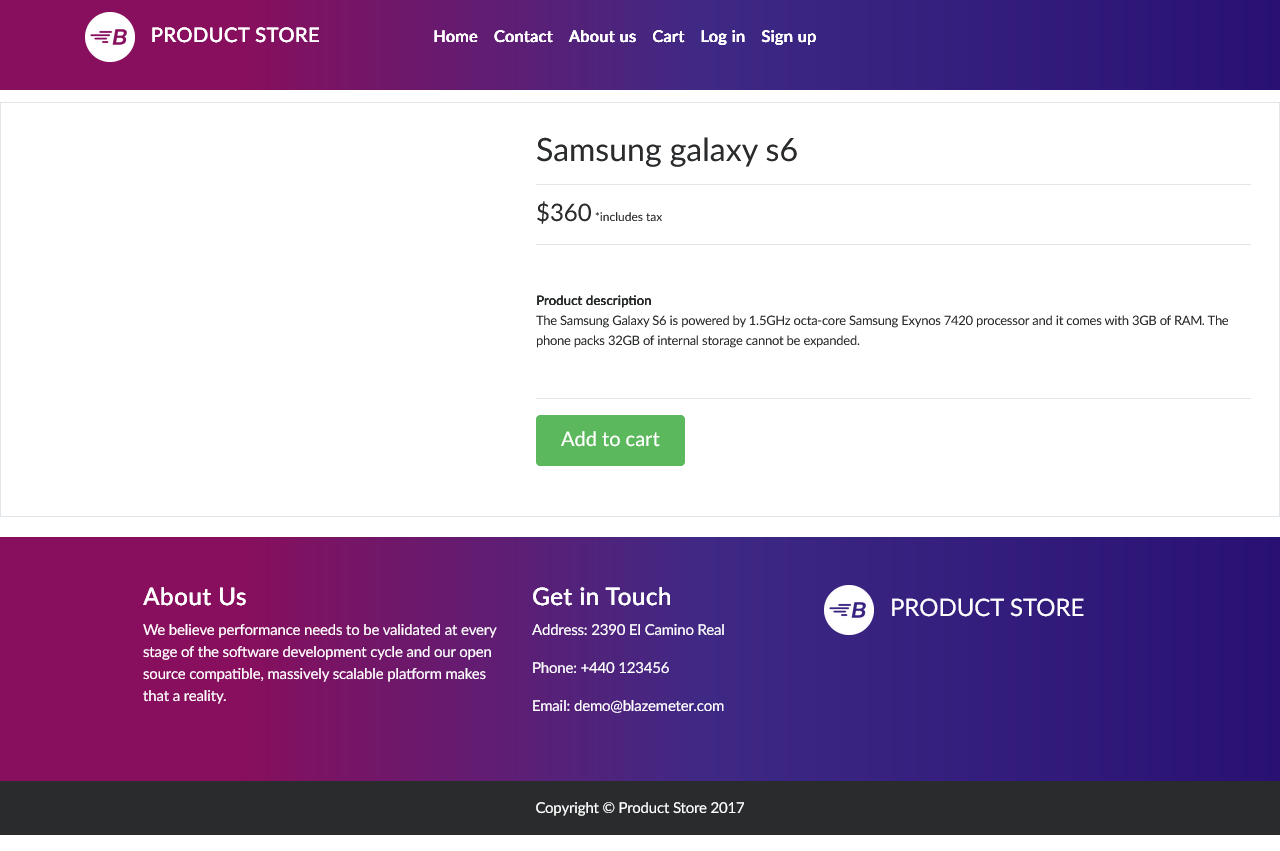 B PRODUCT STORE
Home Contact About us Cart Log in Sign up
Samsung galaxy s6
$360 *includes tax
Product description
The Samsung Galaxy S6 is powered by 1.5GHz octa-core Samsung Exynos 7420 processor and it comes with 3GB of RAM. The
phone packs 32GB of internal storage cannot be expanded.
Add to cart
About Us
We believe performance needs to be validated at every
stage of the software development cycle and our open
source compatible, massively scalable platform makes
that a reality.
Get in Touch
Address: 2390 El Camino Real
Phone: +440 123456
Email: demo@blazemeter.com
B PRODUCT STORE
Copyright © Product Store 2017